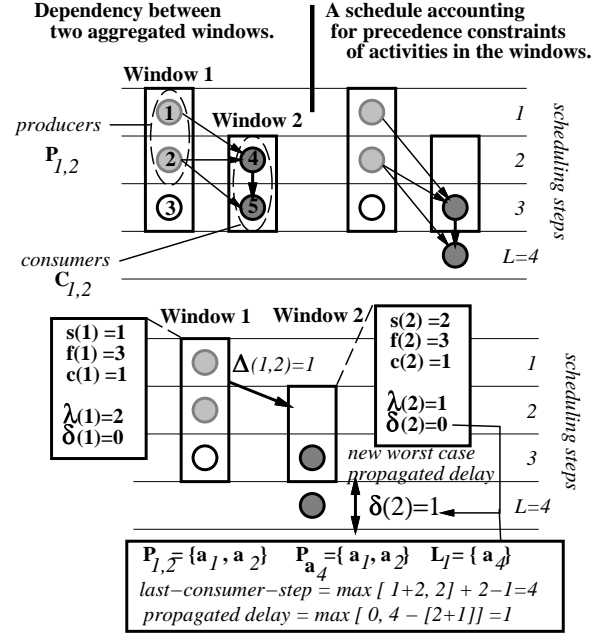 Dependency between
two aggregated windows.
A schedule accounting
for precedence constraints
of activities in the windows.
Window 1
Window 2
producers
P1,2
consumers
C1,2
1
2
3
4
5
1
2
3
L=4
scheduling steps
Window 1
Window 2
s(1) =1
f(1) =3
c(1) =1
λ(1)=2
δ(1)=0
Δ(1,2)=1
s(2) =2
f(2) =3
c(2) =1
λ(2)=1
δ(2)=0
1
2
3
L=4
scheduling steps
new worst case
propagated delay
δ(2)=1
P1,2={a1, a2} Pa4={a1, a2} L1={a4}
last−consumer−step = max [ 1+2, 2] + 2−1=4
propagated delay = max [ 0, 4 − [2+1]] =1